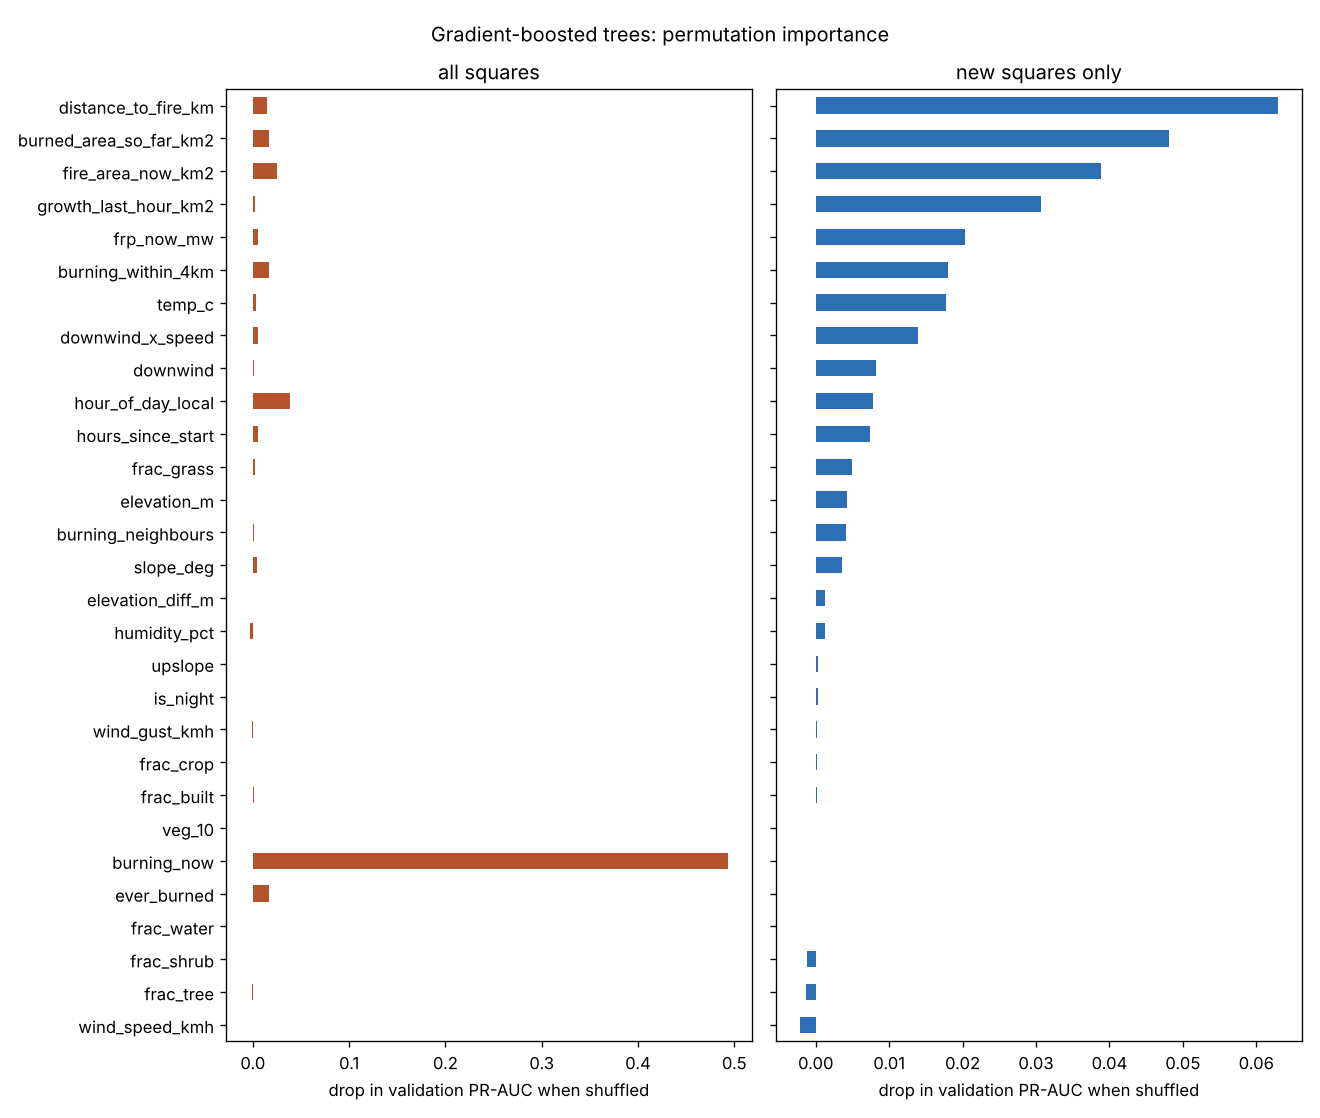 Gradient-boosted trees: permutation importance
all squares
new squares only
distance_to_fire_km
burned_area_so_far_km2
fire_area_now_km2
growth_last_hour_km2
frp_now_mw
burning_within_4km
temp_c
downwind_x_speed
downwind
hour_of_day_local
hours_since_start
frac_grass
elevation_m
burning_neighbours
slope_deg
elevation_diff_m
humidity_pct
upslope
is_night
wind_gust_kmh
frac_crop
frac_built
veg_10
burning_now
ever_burned
frac_water
frac_shrub
frac_tree
wind_speed_kmh
0.0 0.1 0.2 0.3 0.4 0.5
0.00 0.01 0.02 0.03 0.04 0.05 0.06
drop in validation PR-AUC when shuffled
drop in validation PR-AUC when shuffled